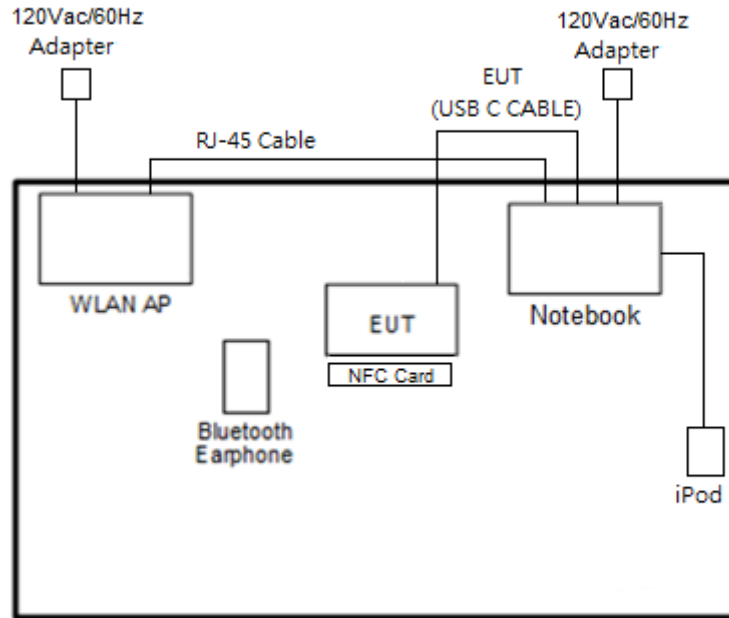 120Vac/60Hz
Adapter
120Vac/60Hz
Adapter
EUT
(USB C CABLE)
RJ-45 Cable
WLAN AP
EUT
NFC Card
Notebook
Bluetooth
Earphone
iPod